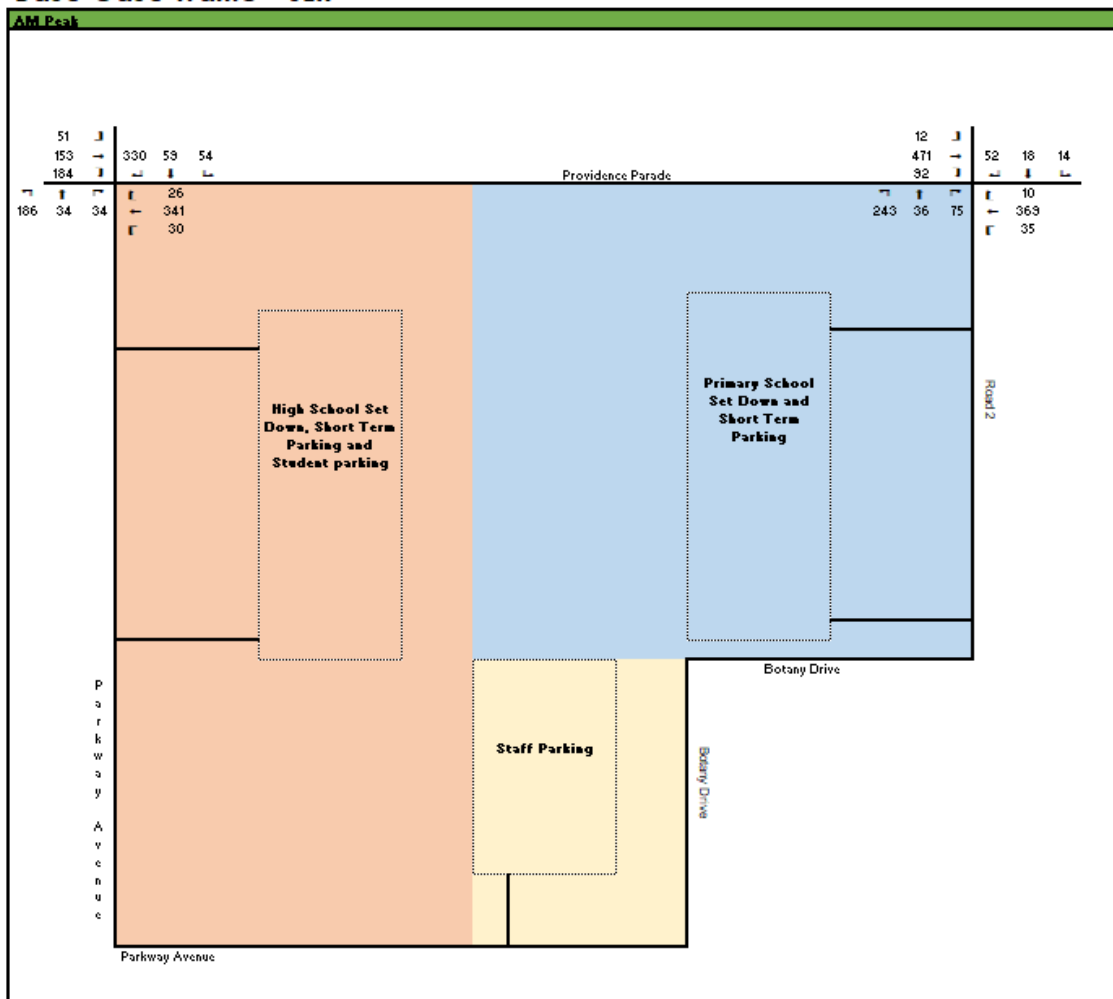 AM Peak
51
12
153 330 59 54
471 52 18 14
184
92
Providence Parade
26
10
186 34 34 341
243 36 75 369
30
35
High School Set
Down, Short Term
Parking and
Student parking
Primary School
Set Down and
Short Term
Parking
Road 2
Botany Drive
Parkway Avenue
Staff Parking
Botany Drive
Parkway Avenue